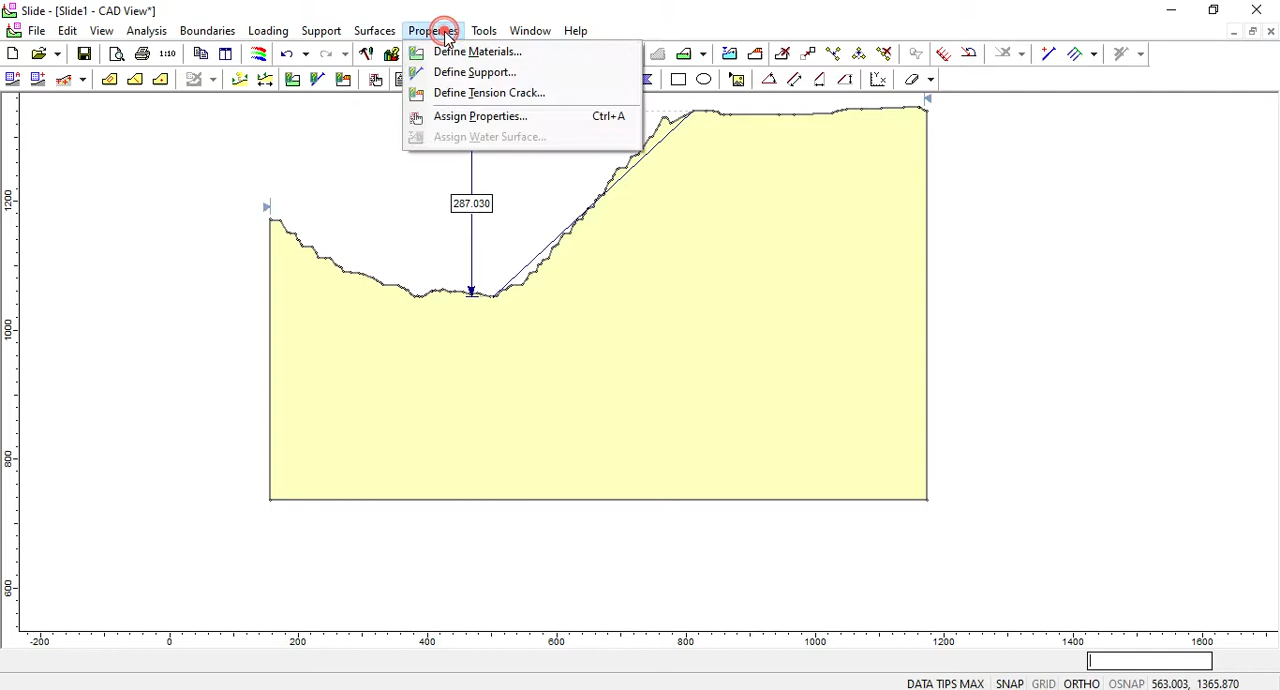 Slide - [Slide1 - CAD View*]
File Edit View Analysis Boundaries Loading Support Surfaces Properties Tools Window Help
1:10
Define Materials...
Define Support...
Define Tension Crack...
Assign Properties... Ctrl+A
Assign Water Surface...
287.030
1200
1000
800
600
-200 0 200 400 600 800 1000 1200 1400 1600
DATA TIPS MAX SNAP GRID ORTHO OSNAP 563.003, 1365.870